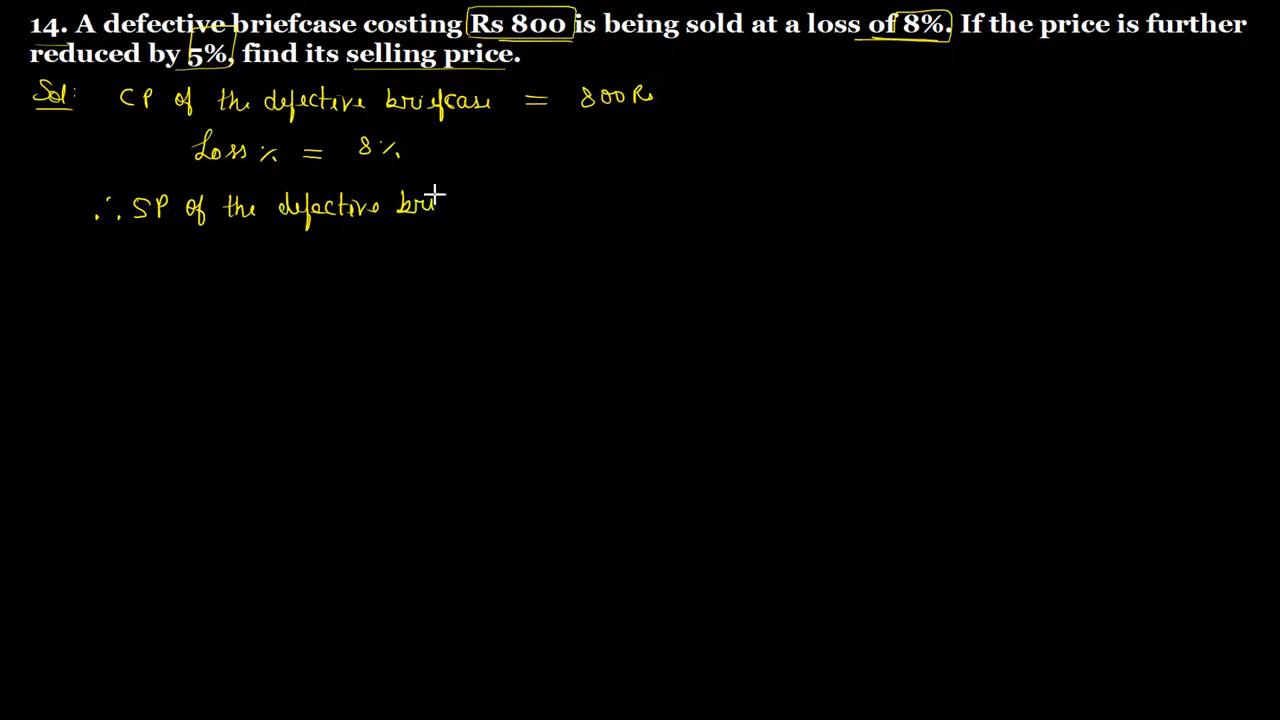 14. A defective briefcase costing Rs 800 is being sold at a loss of 8%. If the price is further
reduced by 5%, find its selling price.
Sol: CP of the defective briefcase = 800 Rs
Loss % = 8 %
∴ SP of the defective bri